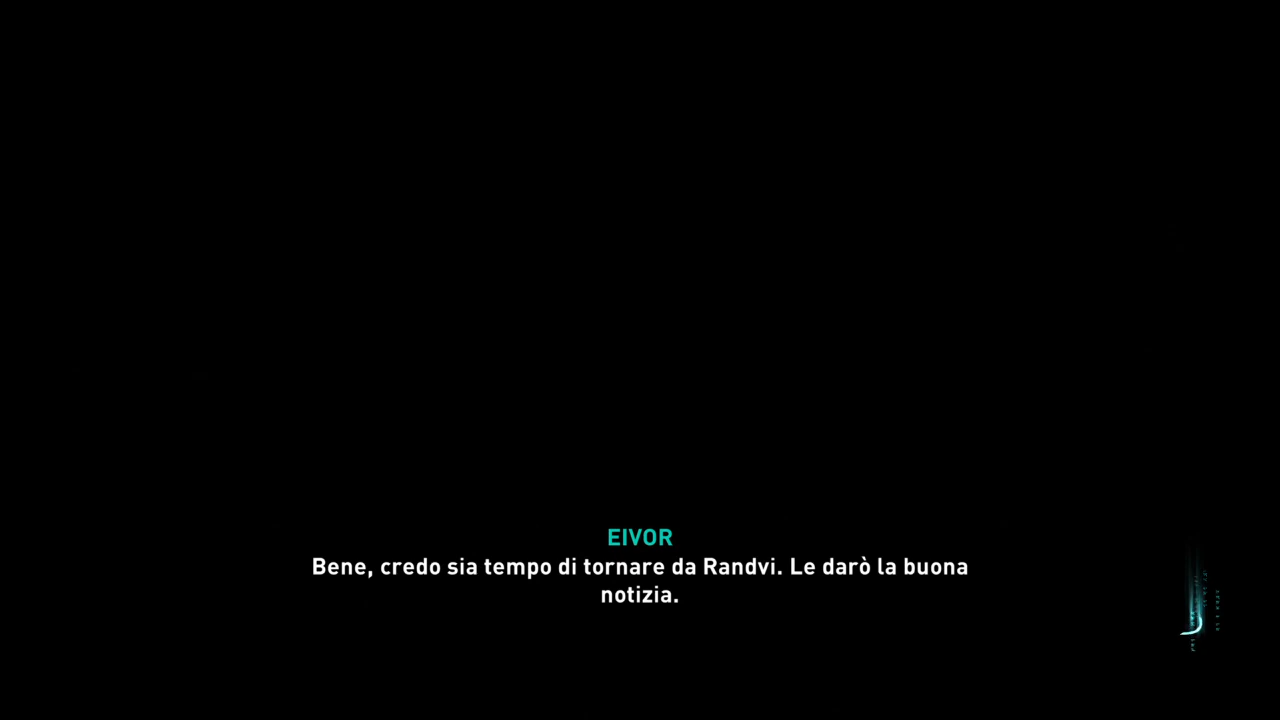 EIVOR
Bene, credo sia tempo di tornare da Randvi. Le darò la buona
notizia.